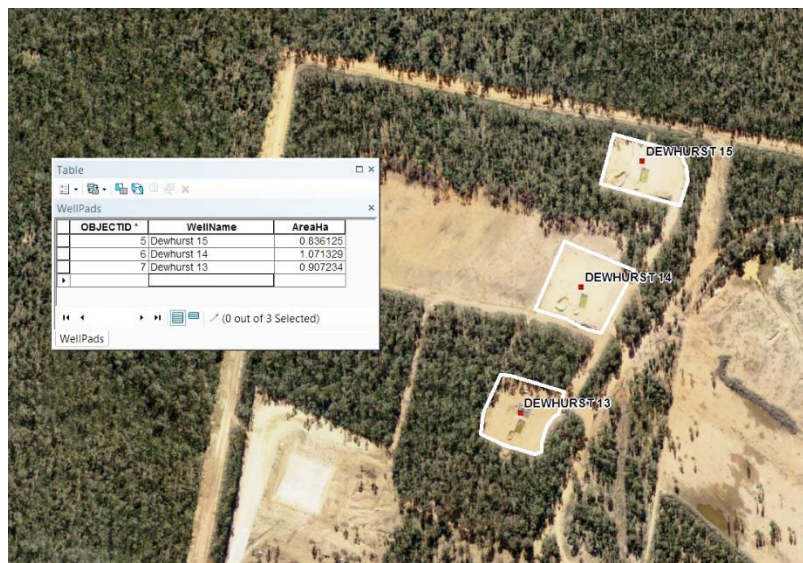 Table
WellPads
OBJECTID * WellName AreaHa
5 Dewhurst 15 0.836125
6 Dewhurst 14 1.071329
7 Dewhurst 13 0.907234
(0 out of 3 Selected)
WellPads
DEWHURST 15
DEWHURST 14
DEWHURST 13